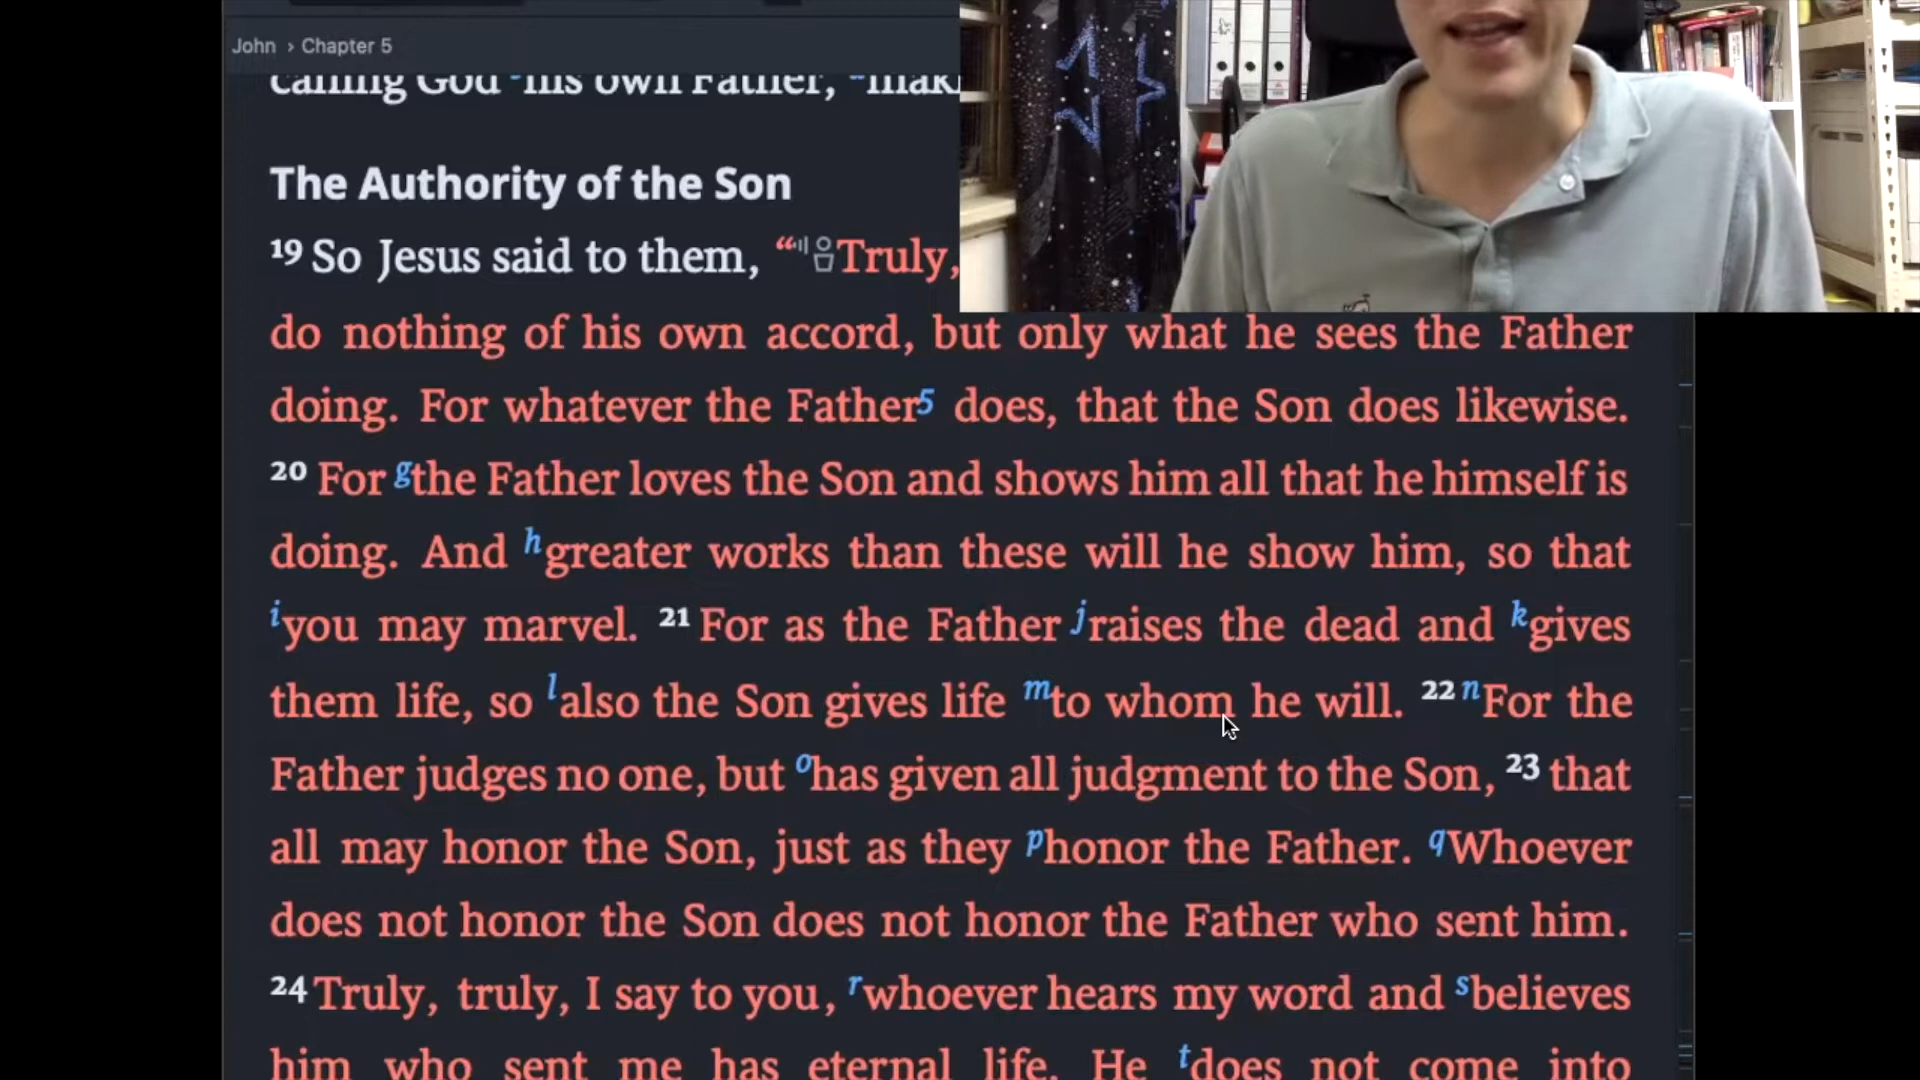 John › Chapter 5
calling God his own Father, mak
The Authority of the Son
19 So Jesus said to them, “Truly,
do nothing of his own accord, but only what he sees the Father
doing. For whatever the Father5 does, that the Son does likewise.
20 For gthe Father loves the Son and shows him all that he himself is
doing. And hgreater works than these will he show him, so that
iyou may marvel. 21 For as the Father jraises the dead and kgives
them life, so lalso the Son gives life mto whom he will. 22 nFor the
Father judges no one, but ohas given all judgment to the Son, 23 that
all may honor the Son, just as they phonor the Father. qWhoever
does not honor the Son does not honor the Father who sent him.
24 Truly, truly, I say to you, rwhoever hears my word and sbelieves
him who sent me has eternal life. He tdoes not come into